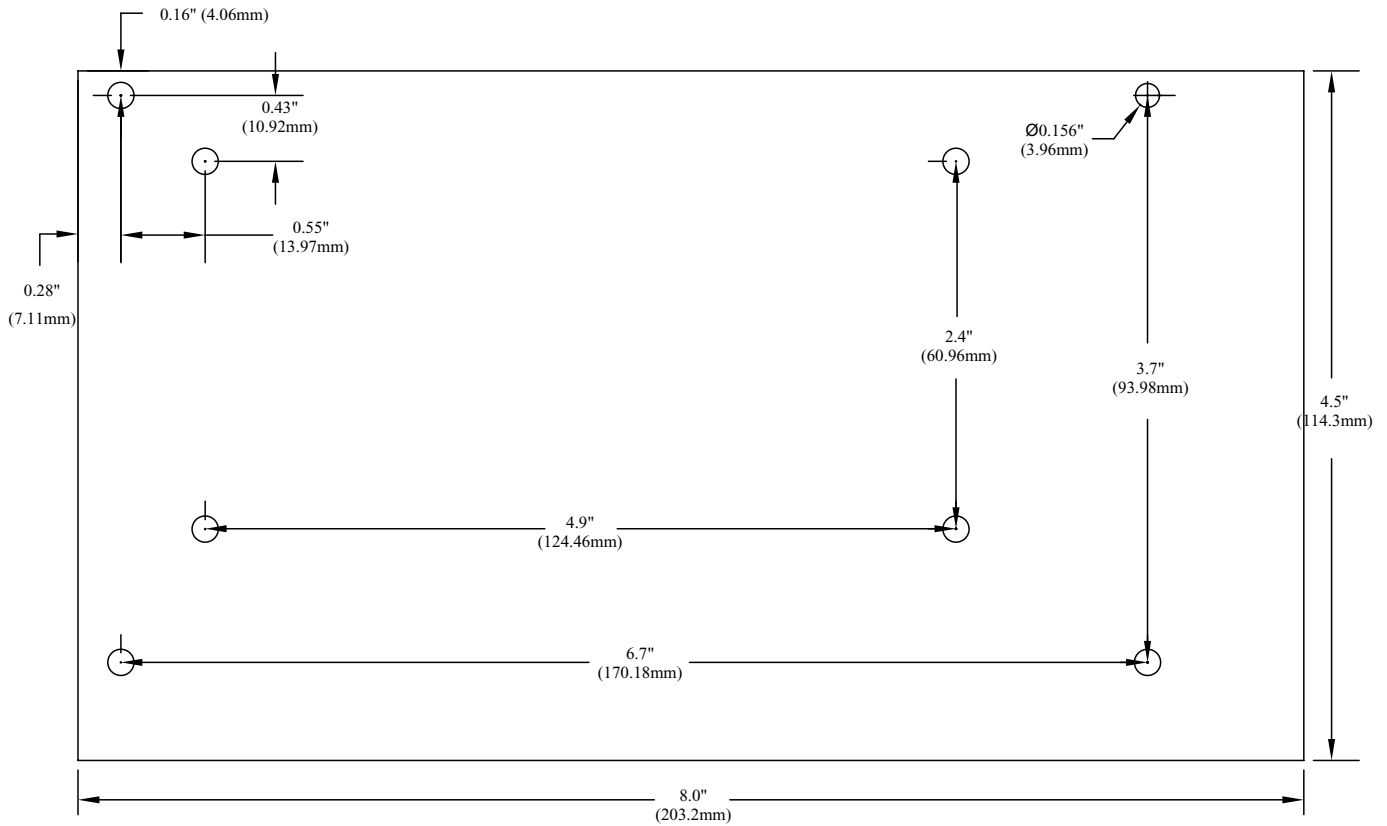 0.16" (4.06mm)
0.43"
(10.92mm)
Ø0.156"
(3.96mm)
0.55"
(13.97mm)
0.28"
(7.11mm)
2.4"
(60.96mm)
3.7"
(93.98mm)
4.5"
(114.3mm)
4.9"
(124.46mm)
6.7"
(170.18mm)
8.0"
(203.2mm)